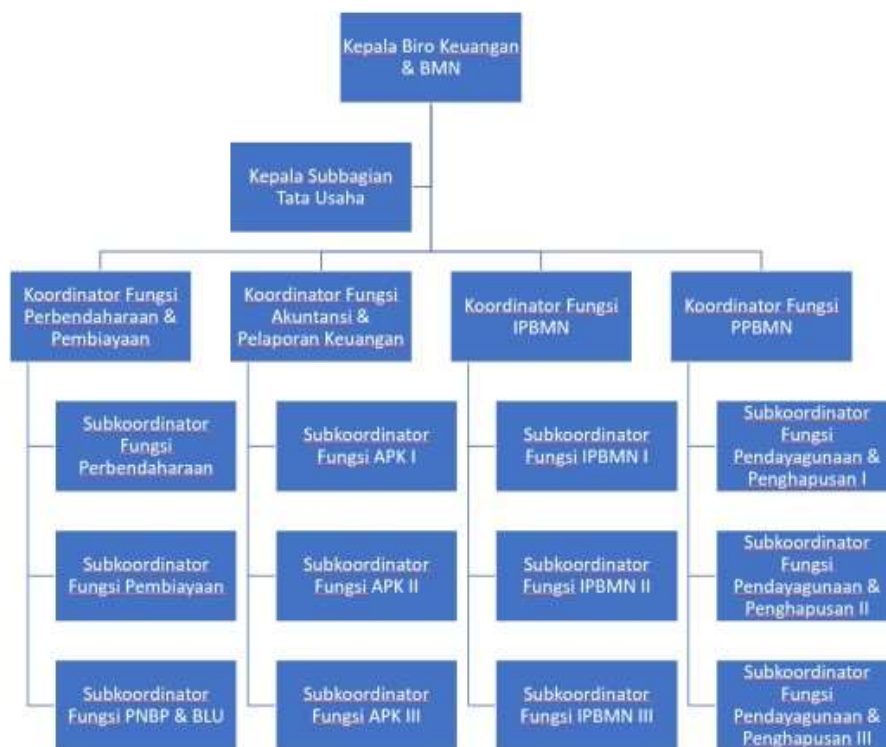 Kepala Biro Keuangan
& BMN
Kepala Subbagian
Tata Usaha
Koordinator Fungsi
Perbendaharaan &
Pembiayaan
Koordinator Fungsi
Akuntansi &
Pelaporan Keuangan
Koordinator Fungsi
IPBMN
Koordinator Fungsi
PPBMN
Subkoordinator
Fungsi
Perbendaharaan
Subkoordinator
Fungsi APK I
Subkoordinator
Fungsi IPBMN I
Subkoordinator
Fungsi
Pendayagunaan &
Penghapusan I
Subkoordinator
Fungsi Pembiayaan
Subkoordinator
Fungsi APK II
Subkoordinator
Fungsi IPBMN II
Subkoordinator
Fungsi
Pendayagunaan &
Penghapusan II
Subkoordinator
Fungsi PNBP & BLU
Subkoordinator
Fungsi APK III
Subkoordinator
Fungsi IPBMN III
Subkoordinator
Fungsi
Pendayagunaan &
Penghapusan III